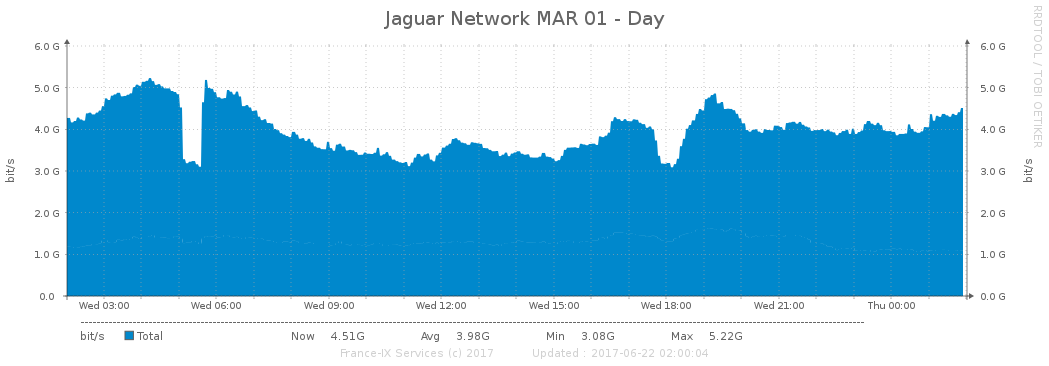 Jaguar Network MAR 01 - Day
RRDTOOL / TOBI OETIKER
6.0 G 6.0 G
5.0 G 5.0 G
4.0 G 4.0 G
3.0 G 3.0 G
2.0 G 2.0 G
1.0 G 1.0 G
0.0 0.0 G
bit/s
bit/s
Wed 03:00 Wed 06:00 Wed 09:00 Wed 12:00 Wed 15:00 Wed 18:00 Wed 21:00 Thu 00:00
bit/s Total Now 4.51G Avg 3.98G Min 3.08G Max 5.22G
France-IX Services (c) 2017 Updated : 2017-06-22 02:00:04